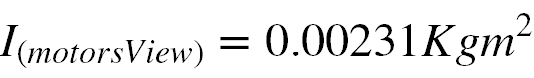 I(motorsView) = 0.00231Kgm²